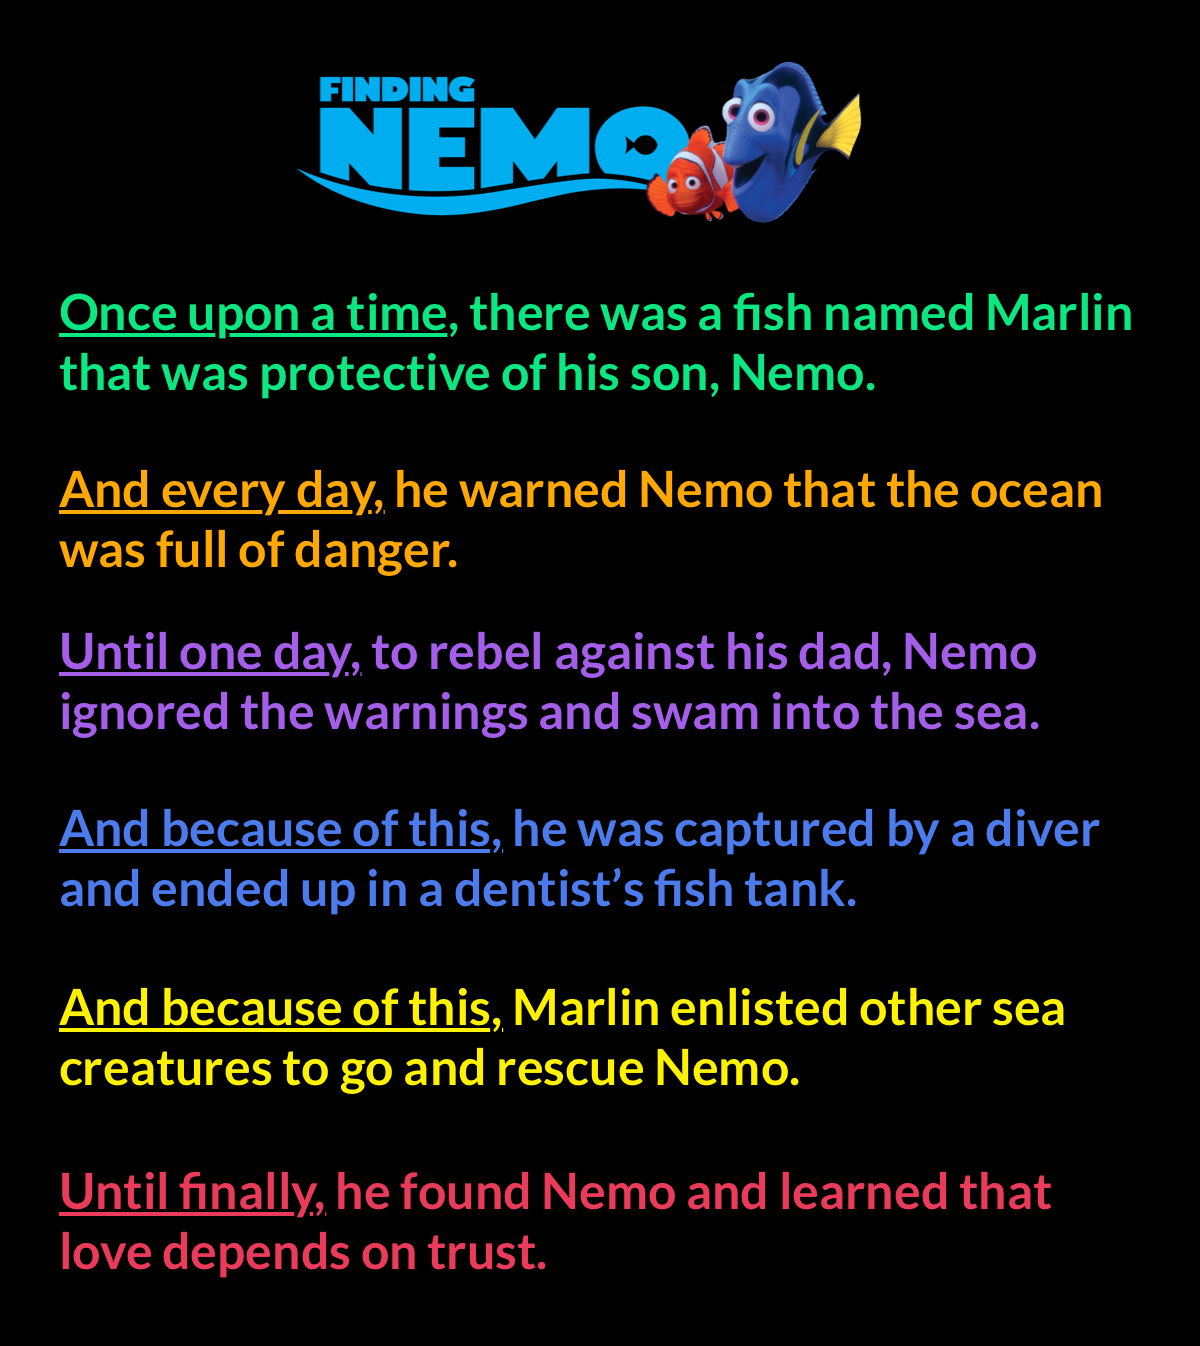 FINDING
NEMO
Once upon a time, there was a fish named Marlin
that was protective of his son, Nemo.
And every day, he warned Nemo that the ocean
was full of danger.
Until one day, to rebel against his dad, Nemo
ignored the warnings and swam into the sea.
And because of this, he was captured by a diver
and ended up in a dentist’s fish tank.
And because of this, Marlin enlisted other sea
creatures to go and rescue Nemo.
Until finally, he found Nemo and learned that
love depends on trust.